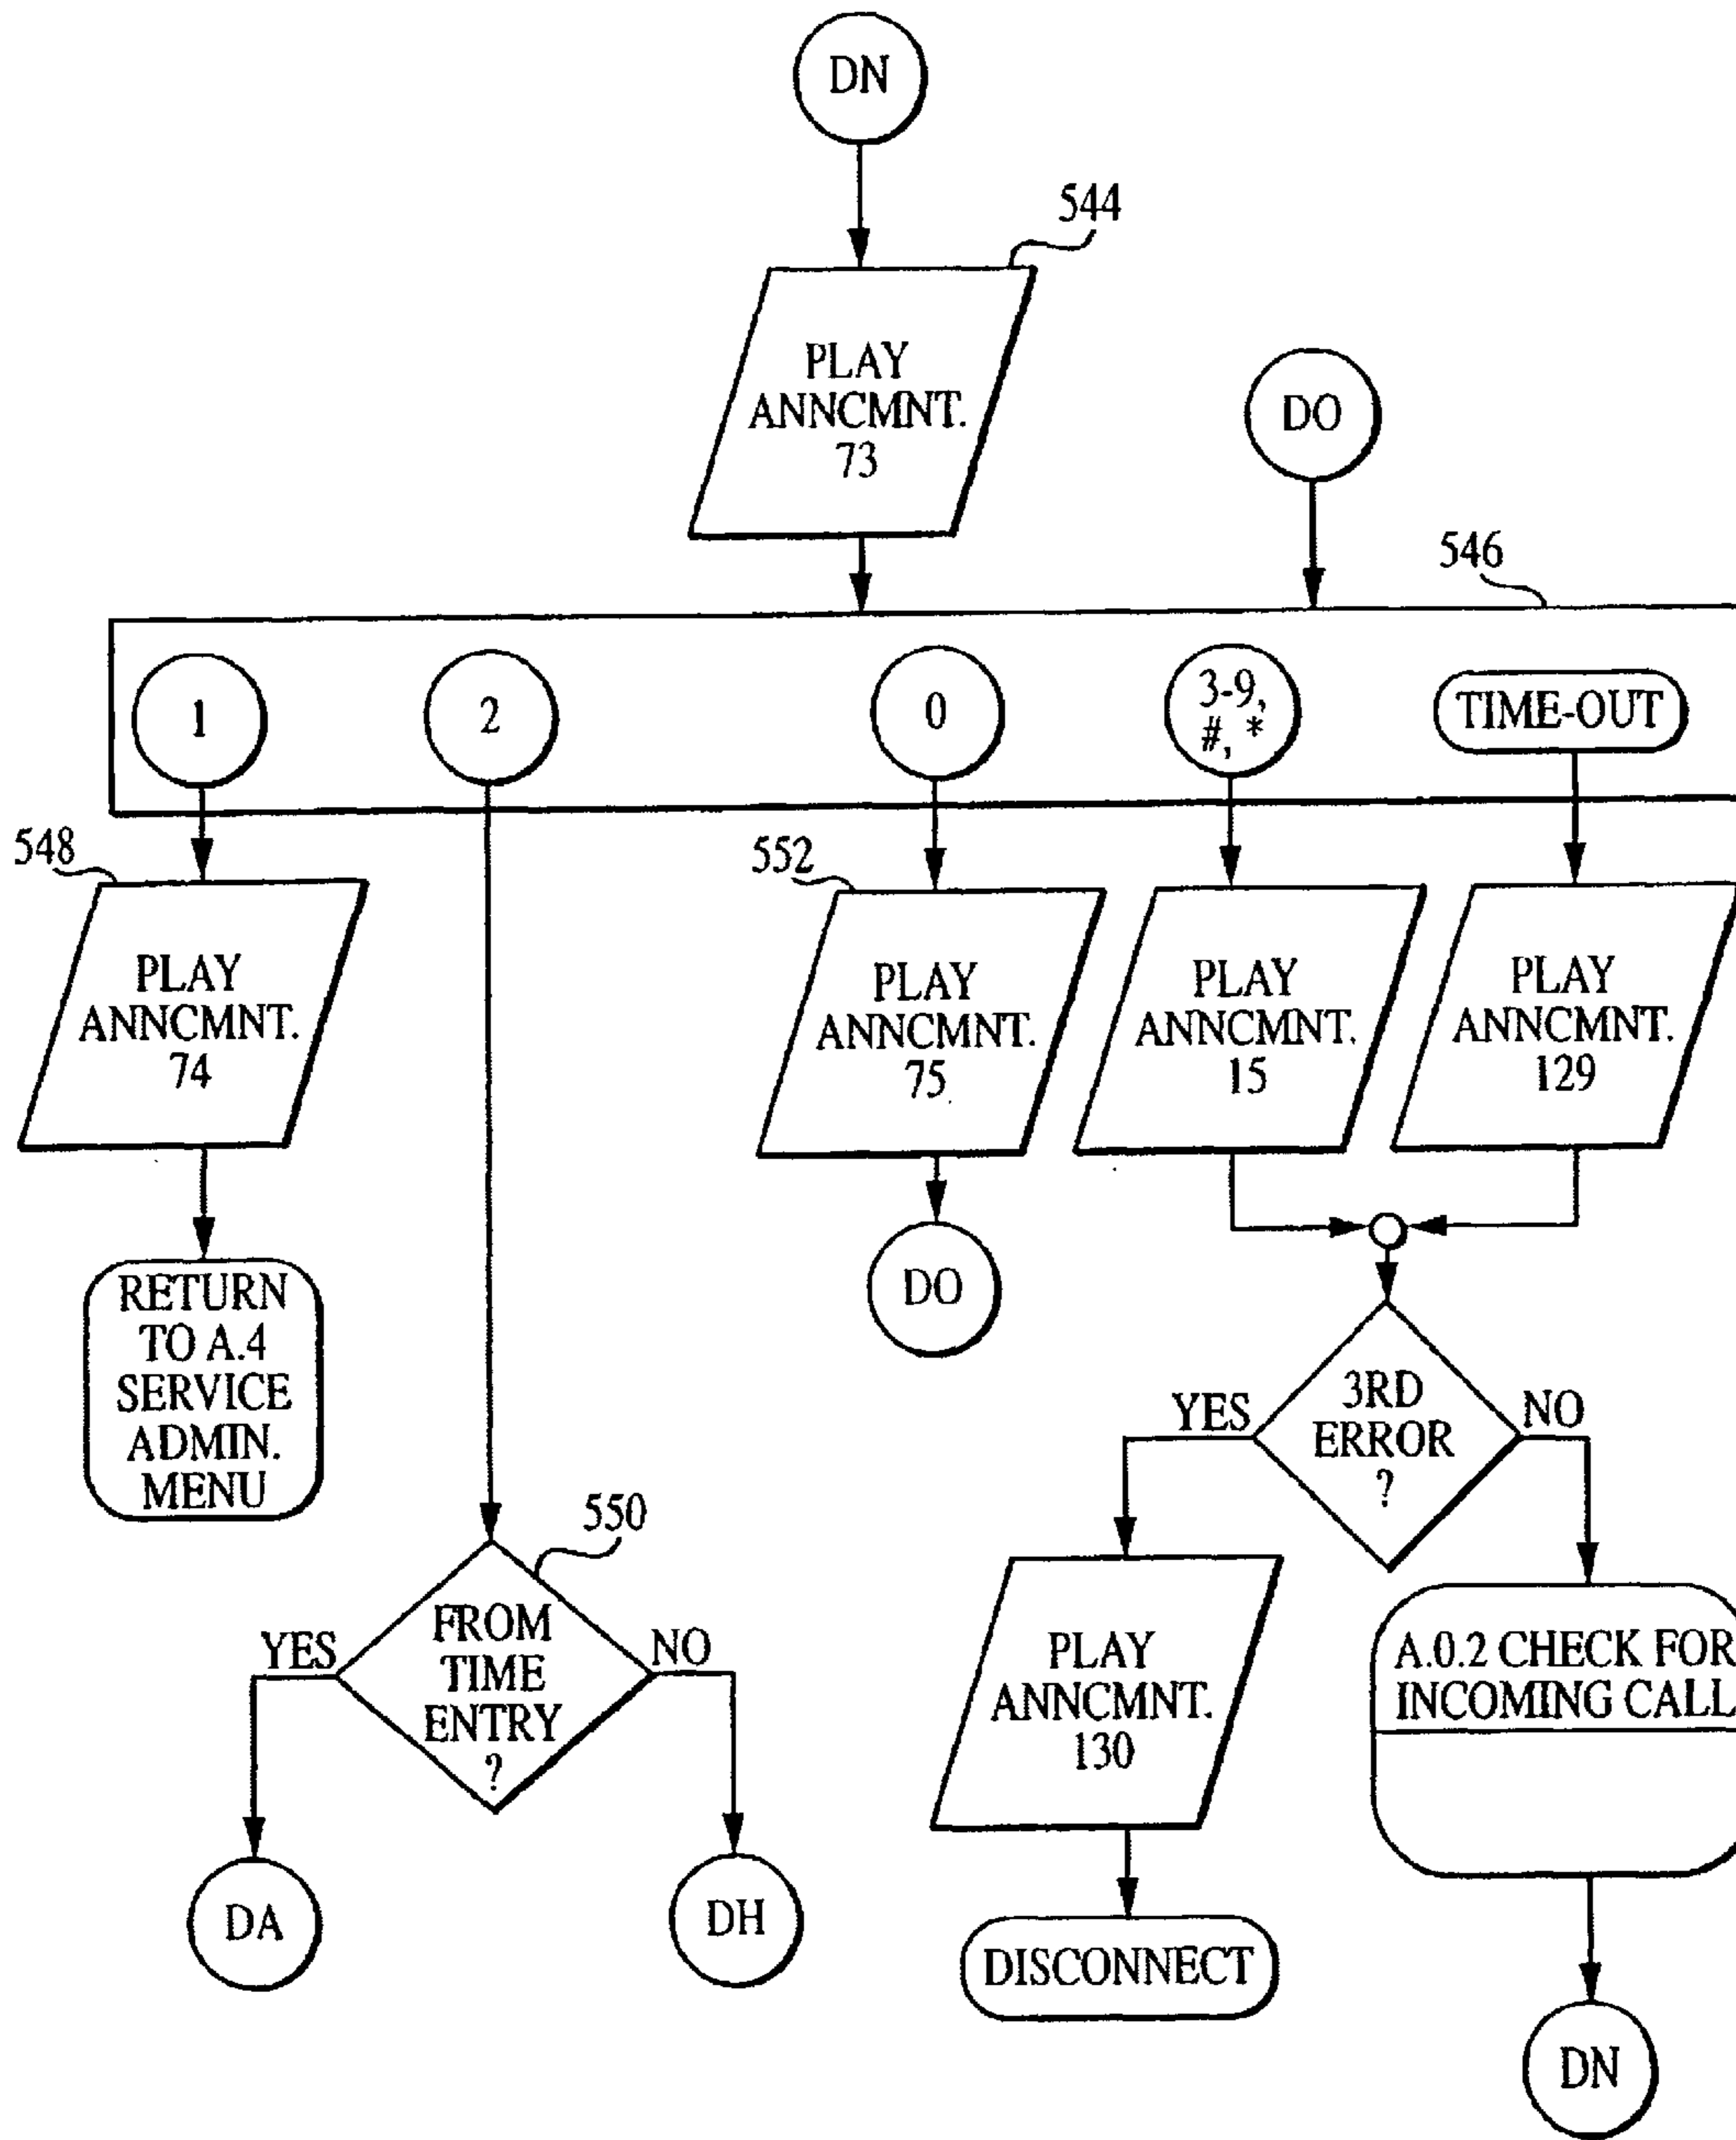 DN
544
PLAY
ANNCMNT.
73
DO
546
1
2
0
3-9,
#, *
TIME-OUT
548
PLAY
ANNCMNT.
74
552
PLAY
ANNCMNT.
75
PLAY
ANNCMNT.
15
PLAY
ANNCMNT.
129
RETURN
TO A.4
SERVICE
ADMIN.
MENU
DO
3RD
ERROR
?
YES
NO
550
FROM
TIME
ENTRY
?
YES
NO
PLAY
ANNCMNT.
130
A.0.2 CHECK FOR
INCOMING CALL
DA
DH
DISCONNECT
DN